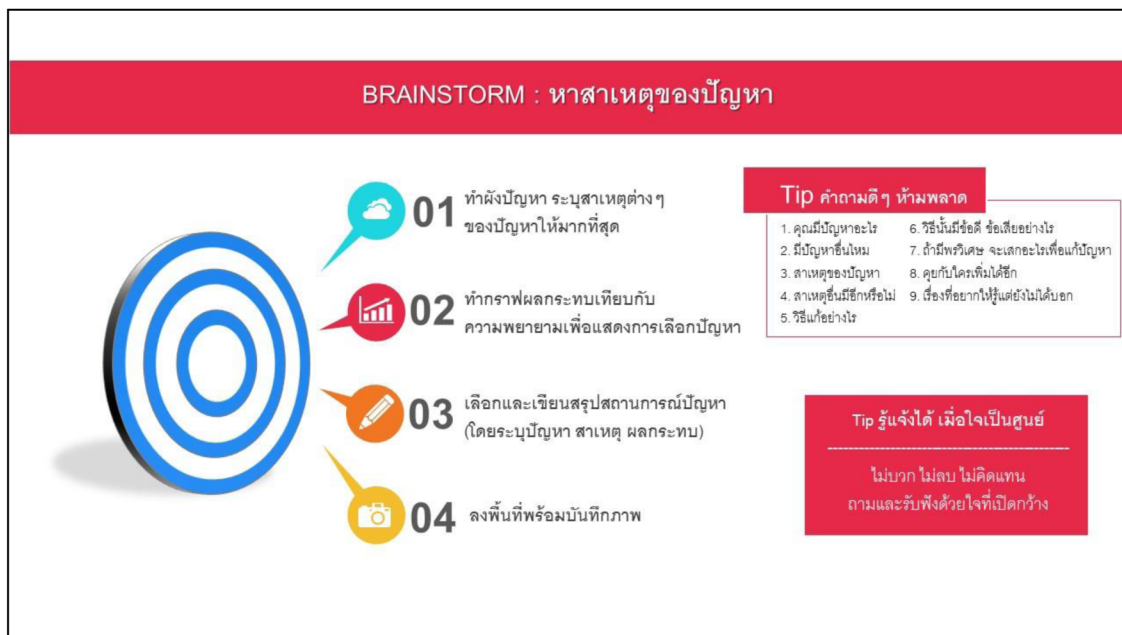 BRAINSTORM : หาสาเหตุของปัญหา
01
ทำผังปัญหา ระบุสาเหตุต่างๆ
ของปัญหาให้มากที่สุด
02
ทำกราฟผลกระทบเทียบกับ
ความพยายามเพื่อแสดงการเลือกปัญหา
03
เลือกและเขียนสรุปสถานการณ์ปัญหา
(โดยระบุปัญหา สาเหตุ ผลกระทบ)
04
ลงพื้นที่พร้อมบันทึกภาพ
Tip คำถามดีๆ ห้ามพลาด
1. คุณมีปัญหาอะไร
2. มีปัญหาอื่นไหม
3. สาเหตุของปัญหา
4. สาเหตุอื่นมีอีกหรือไม่
5. วิธีแก้อย่างไร
6. วิธีนั้นมีข้อดี ข้อเสียอย่างไร
7. ถ้ามีพรวิเศษ จะเสกอะไรเพื่อแก้ปัญหา
8. คุยกับใครเพิ่มได้อีก
9. เรื่องที่อยากให้รู้แต่ยังไม่ได้บอก
Tip รู้แจ้งได้ เมื่อใจเป็นศูนย์
ไม่บวก ไม่ลบ ไม่คิดแทน
ถามและรับฟังด้วยใจที่เปิดกว้าง